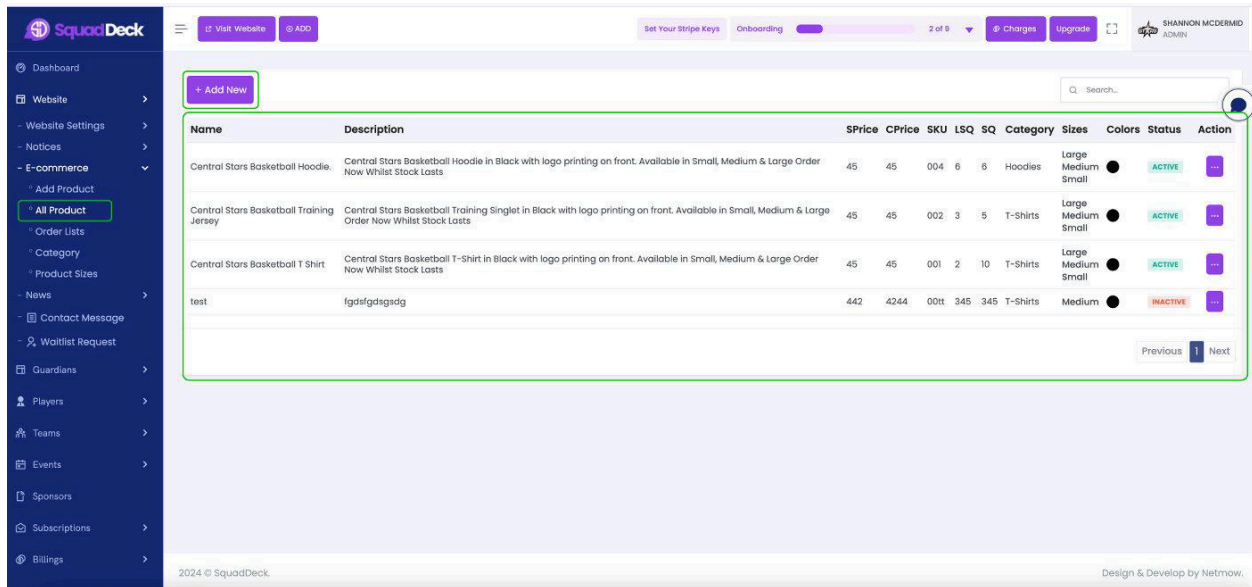 SquadDeck
Visit Website
ADD
Set Your Stripe Keys
Onboarding
2 of 9
Charges
Upgrade
SHANNON MCDERMID
ADMIN
Dashboard
Website
- Website Settings
- Notices
- E-commerce
° Add Product
° All Product
° Order Lists
° Category
° Product Sizes
- News
- Contact Message
- Waitlist Request
Guardians
Players
Teams
Events
Sponsors
Subscriptions
Billings
+ Add New
Search...
Name Description SPrice CPrice SKU LSQ SQ Category Sizes Colors Status Action
Central Stars Basketball Hoodie.
Central Stars Basketball Hoodie in Black with logo printing on front. Available in Small, Medium & Large Order
Now Whilst Stock Lasts
45 45 004 6 6 Hoodies
Large
Medium
Small
ACTIVE
...
Central Stars Basketball Training
Jersey
Central Stars Basketball Training Singlet in Black with logo printing on front. Available in Small, Medium & Large
Order Now Whilst Stock Lasts
45 45 002 3 5 T-Shirts
Large
Medium
Small
ACTIVE
...
Central Stars Basketball T Shirt
Central Stars Basketball T-Shirt in Black with logo printing on front. Available in Small, Medium & Large Order
Now Whilst Stock Lasts
45 45 001 2 10 T-Shirts
Large
Medium
Small
ACTIVE
...
test fgdsfgdsgsdg 442 4244 00tt 345 345 T-Shirts Medium INACTIVE ...
Previous 1 Next
2024 © SquadDeck.
Design & Develop by Netmow.